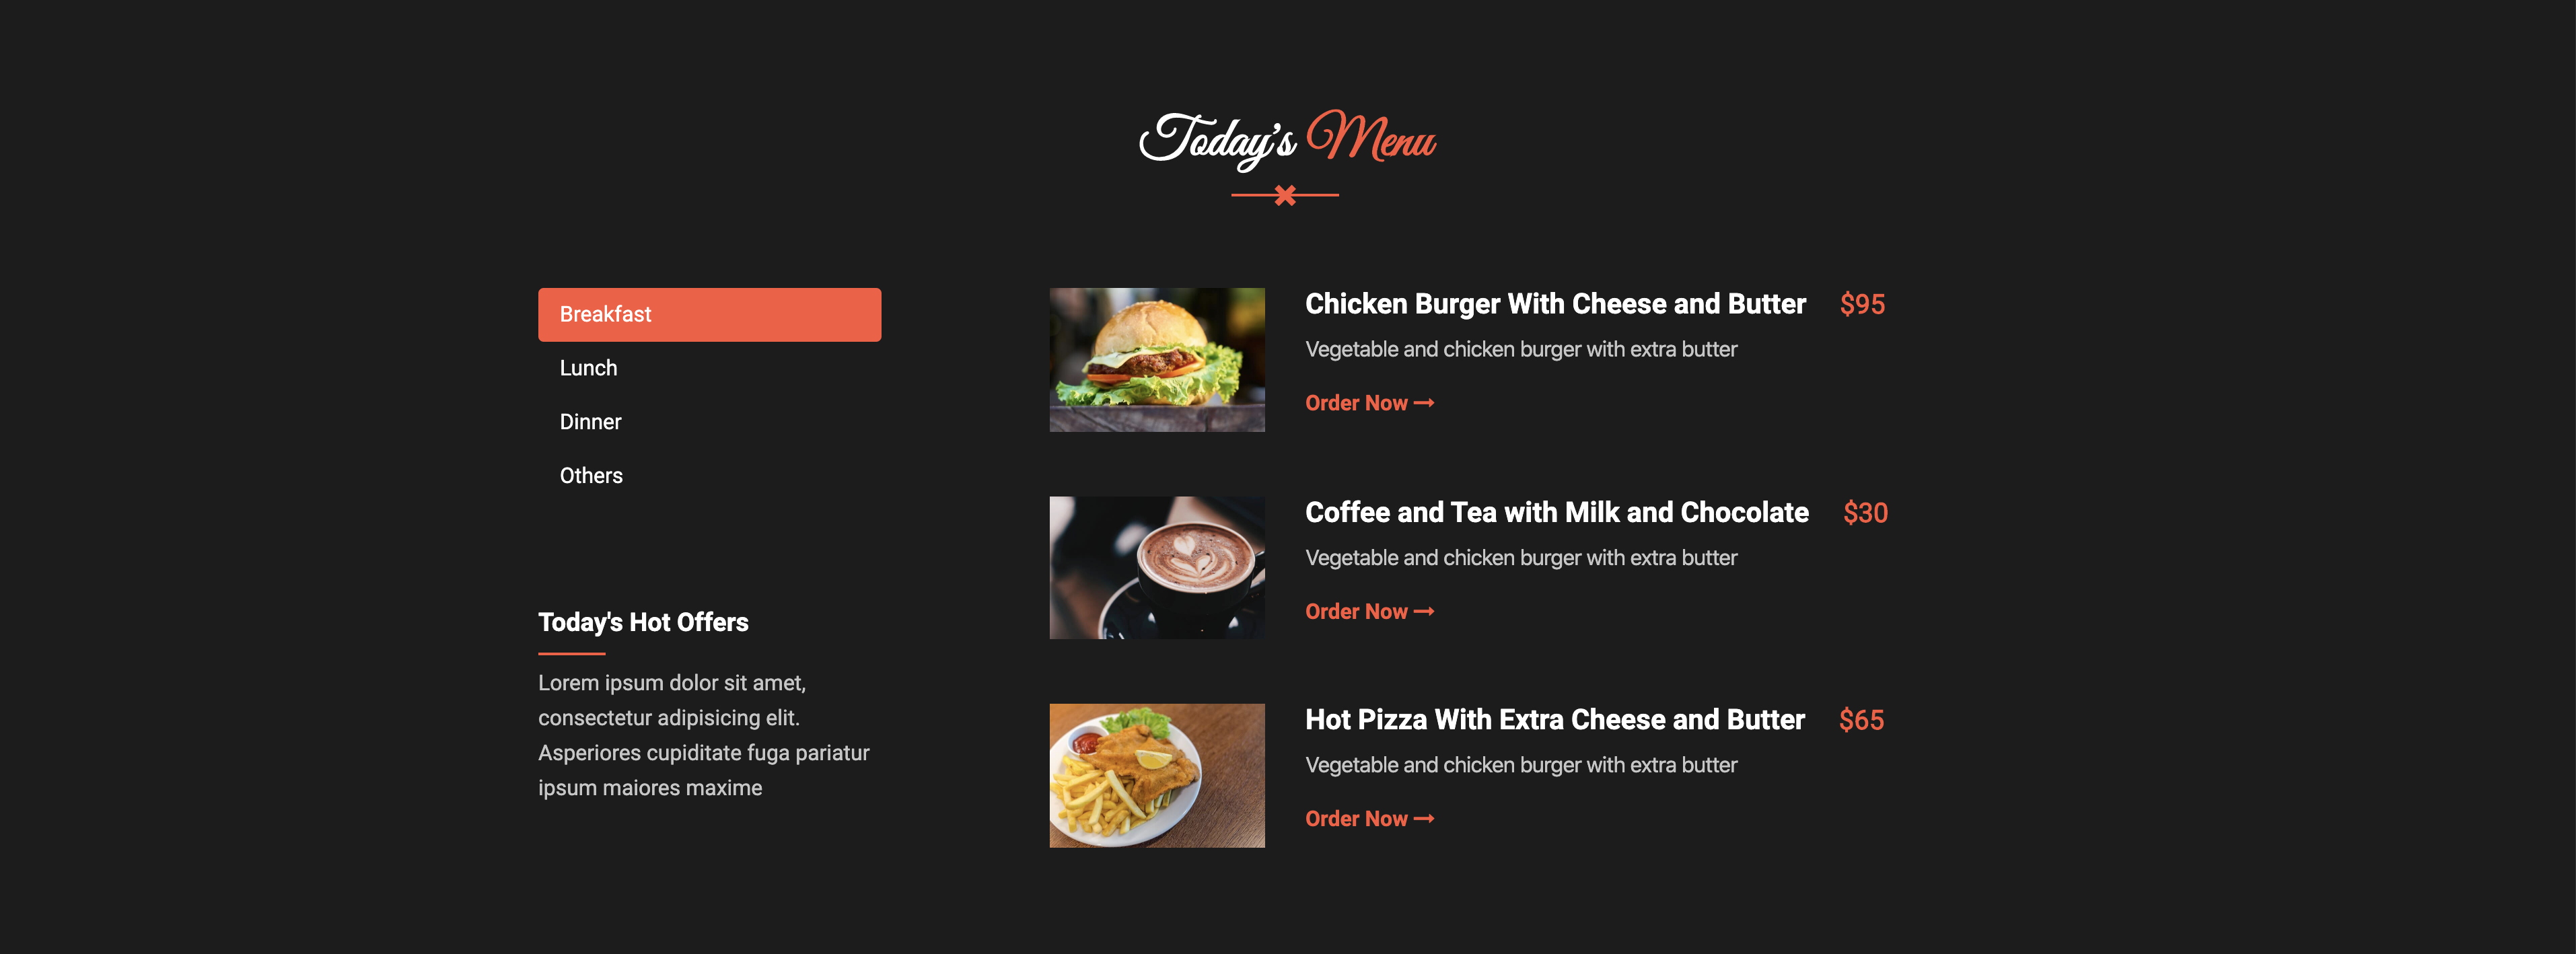 Today's Menu
Breakfast
Lunch
Dinner
Others
Today's Hot Offers
Lorem ipsum dolor sit amet,
consectetur adipisicing elit.
Asperiores cupiditate fuga pariatur
ipsum maiores maxime
Chicken Burger With Cheese and Butter $95
Vegetable and chicken burger with extra butter
Order Now →
Coffee and Tea with Milk and Chocolate $30
Vegetable and chicken burger with extra butter
Order Now →
Hot Pizza With Extra Cheese and Butter $65
Vegetable and chicken burger with extra butter
Order Now →